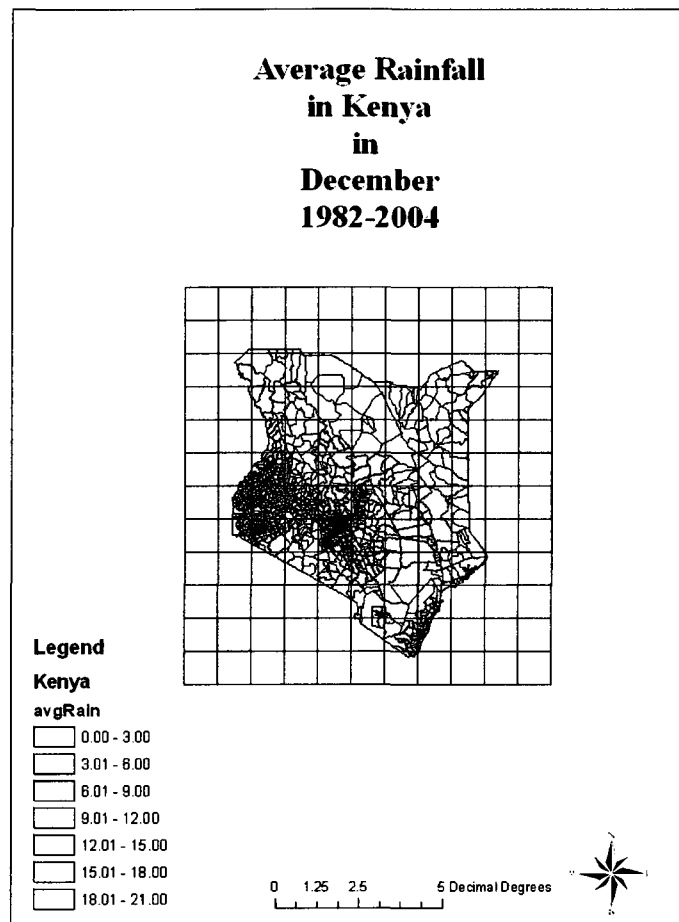 Average Rainfall
in Kenya
in
December
1982-2004
Legend
Kenya
avgRain
0.00 - 3.00
3.01 - 6.00
6.01 - 9.00
9.01 - 12.00
12.01 - 15.00
15.01 - 18.00
18.01 - 21.00
0 1.25 2.5 5 Decimal Degrees